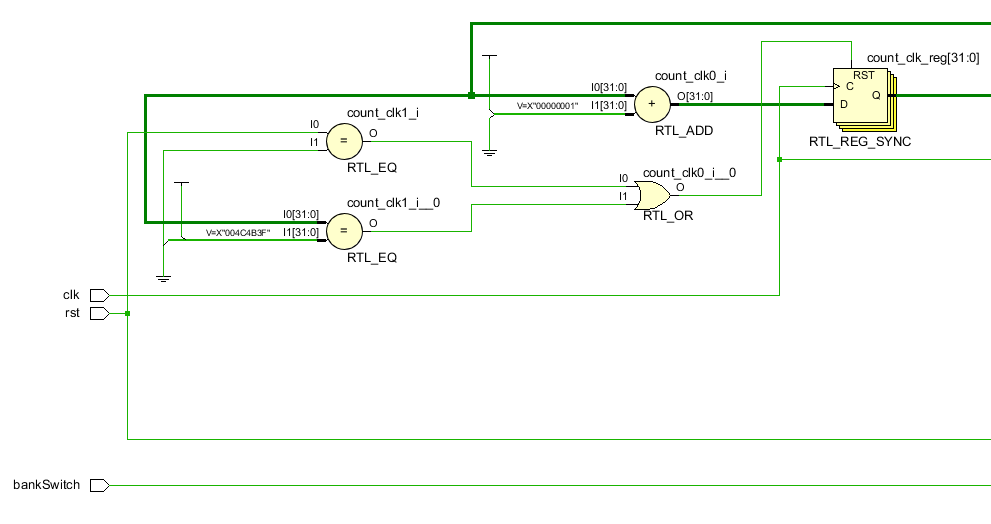 count_clk_reg[31:0]
RST
C
D
Q
RTL_REG_SYNC
count_clk0_i
I0[31:0]
V=X"00000001"
I1[31:0]
+
O[31:0]
RTL_ADD
count_clk1_i
I0
I1
=
O
RTL_EQ
count_clk0_i__0
I0
I1
O
RTL_OR
count_clk1_i__0
I0[31:0]
V=X"004C4B3F"
I1[31:0]
=
O
RTL_EQ
clk
rst
bankSwitch